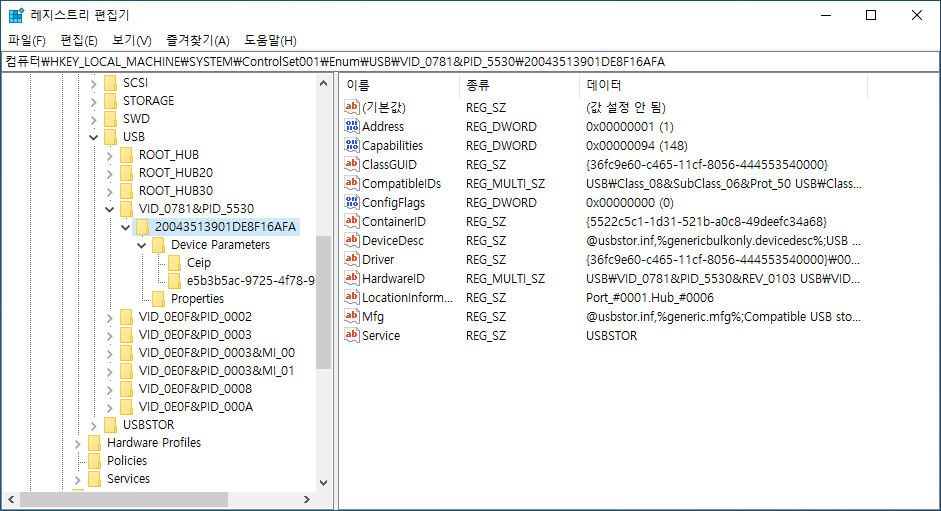 레지스트리 편집기
파일(F) 편집(E) 보기(V) 즐겨찾기(A) 도움말(H)
컴퓨터₩HKEY_LOCAL_MACHINE₩SYSTEM₩ControlSet001₩Enum₩USB₩VID_0781&PID_5530₩20043513901DE8F16AFA
SCSI
STORAGE
SWD
USB
ROOT_HUB
ROOT_HUB20
ROOT_HUB30
VID_0781&PID_5530
20043513901DE8F16AFA
Device Parameters
Ceip
e5b3b5ac-9725-4f78-9
Properties
VID_0E0F&PID_0002
VID_0E0F&PID_0003
VID_0E0F&PID_0003&MI_00
VID_0E0F&PID_0003&MI_01
VID_0E0F&PID_0008
VID_0E0F&PID_000A
USBSTOR
Hardware Profiles
Policies
Services
이름 종류 데이터
(기본값) REG_SZ (값 설정 안 됨)
Address REG_DWORD 0x00000001 (1)
Capabilities REG_DWORD 0x00000094 (148)
ClassGUID REG_SZ {36fc9e60-c465-11cf-8056-444553540000}
CompatibleIDs REG_MULTI_SZ USB₩Class_08&SubClass_06&Prot_50 USB₩Class...
ConfigFlags REG_DWORD 0x00000000 (0)
ContainerID REG_SZ {5522c5c1-1d31-521b-a0c8-49deefc34a68}
DeviceDesc REG_SZ @usbstor.inf,%genericbulkonly.devicedesc%;USB ...
Driver REG_SZ {36fc9e60-c465-11cf-8056-444553540000}₩00...
HardwareID REG_MULTI_SZ USB₩VID_0781&PID_5530&REV_0103 USB₩VID...
LocationInform... REG_SZ Port_#0001.Hub_#0006
Mfg REG_SZ @usbstor.inf,%generic.mfg%;Compatible USB sto...
Service REG_SZ USBSTOR